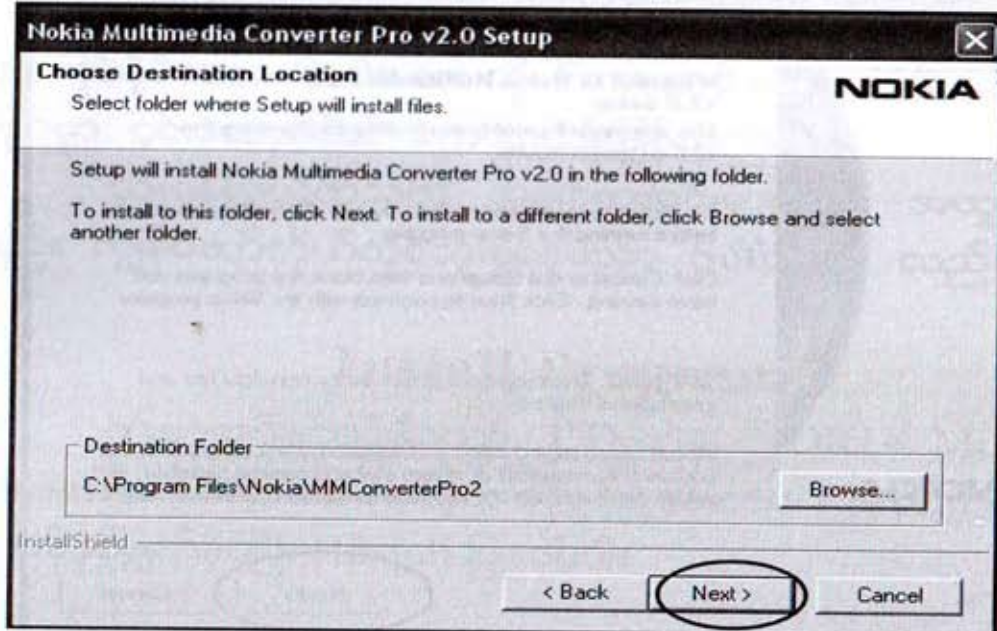 Nokia Multimedia Converter Pro v2.0 Setup
Choose Destination Location
Select folder where Setup will install files.
NOKIA
Setup will install Nokia Multimedia Converter Pro v2.0 in the following folder.
To install to this folder, click Next. To install to a different folder, click Browse and select
another folder.
Destination Folder
C:\Program Files\Nokia\MMConverterPro2
Browse...
InstallShield
< Back
Next >
Cancel